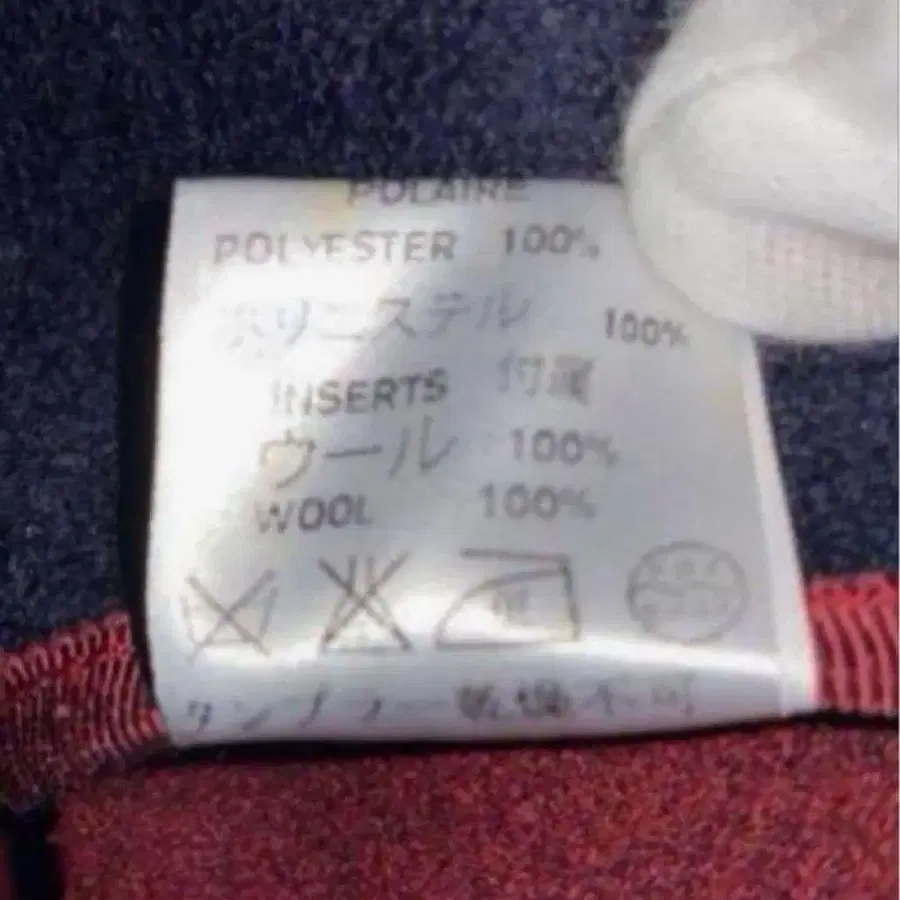 POLAIRE
POLYESTER 100%
ポリエステル 100%
INSERTS 付属
ウール 100%
WOOL 100%
タンブラー乾燥不可